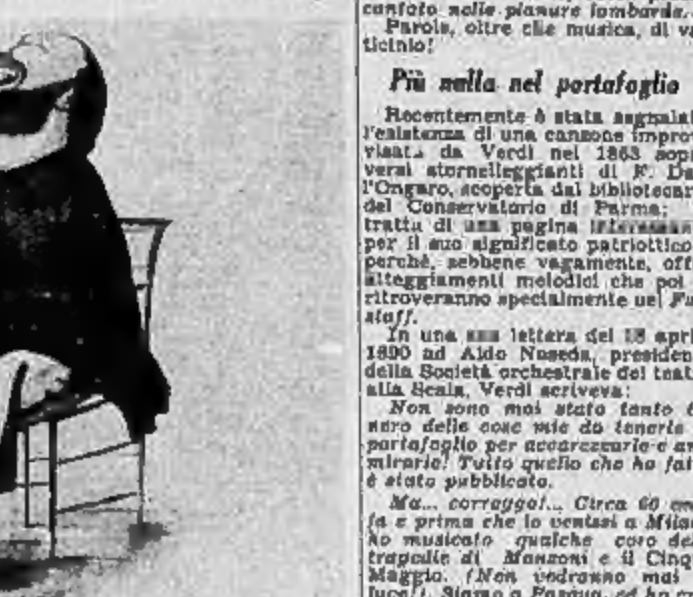 cantato nelle pianure lombarde.
Parola, oltre che musica, di va
ticinio!
Più nulla nel portafoglio
Recentemente è stata segnalat
l'esistenza di una canzone impro
visata da Verdi nel 1863 sopr
versi stornelleggianti di F. Da
l'Ongaro, scoperta dal bibliotecar
del Conservatorio di Parma;
tratta di una pagina interessan
per il suo significato patriottico
perchè, sebbene vagamente, off
atteggiamenti melodici che poi
ritroveranno specialmente nel Fa
staff.
In una sua lettera del 18 apri
1890 ad Aldo Noseda, presiden
della Società orchestrale del teat
alla Scala, Verdi scriveva:
Non sono mai stato tanto t
nero delle cose mie da tenerle
portafoglio per accarezzarle e am
mirarle! Tutto quello che ho fat
è stato pubblicato.
Ma... correggo!... Circa 60 ann
fa e prima che io venissi a Mila
ho musicato qualche coro del
tragedie di Manzoni e il Cinq
Maggio. (Non vedranno mai
luce!). Siamo a Pasqua, ed ho